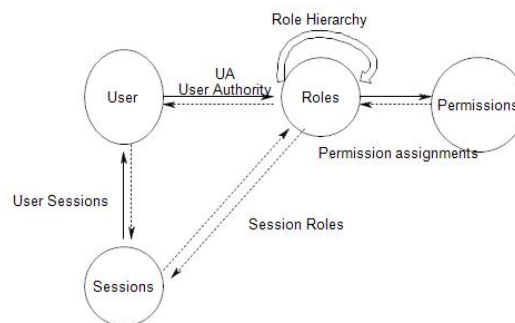 Role Hierarchy
UA
User Authority
User
Roles
Permissions
Permission assignments
User Sessions
Session Roles
Sessions